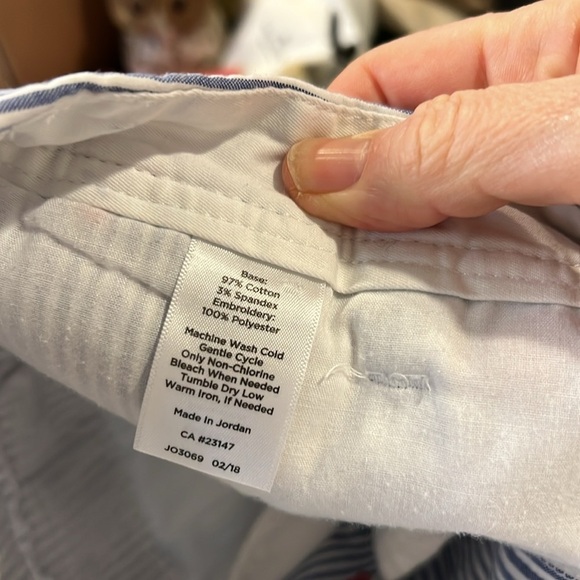 Base:
97% Cotton
3% Spandex
Embroidery:
100% Polyester
Machine Wash Cold
Gentle Cycle
Only Non-Chlorine
Bleach When Needed
Tumble Dry Low
Warm Iron, If Needed
Made In Jordan
CA #23147
JO3069 02/18